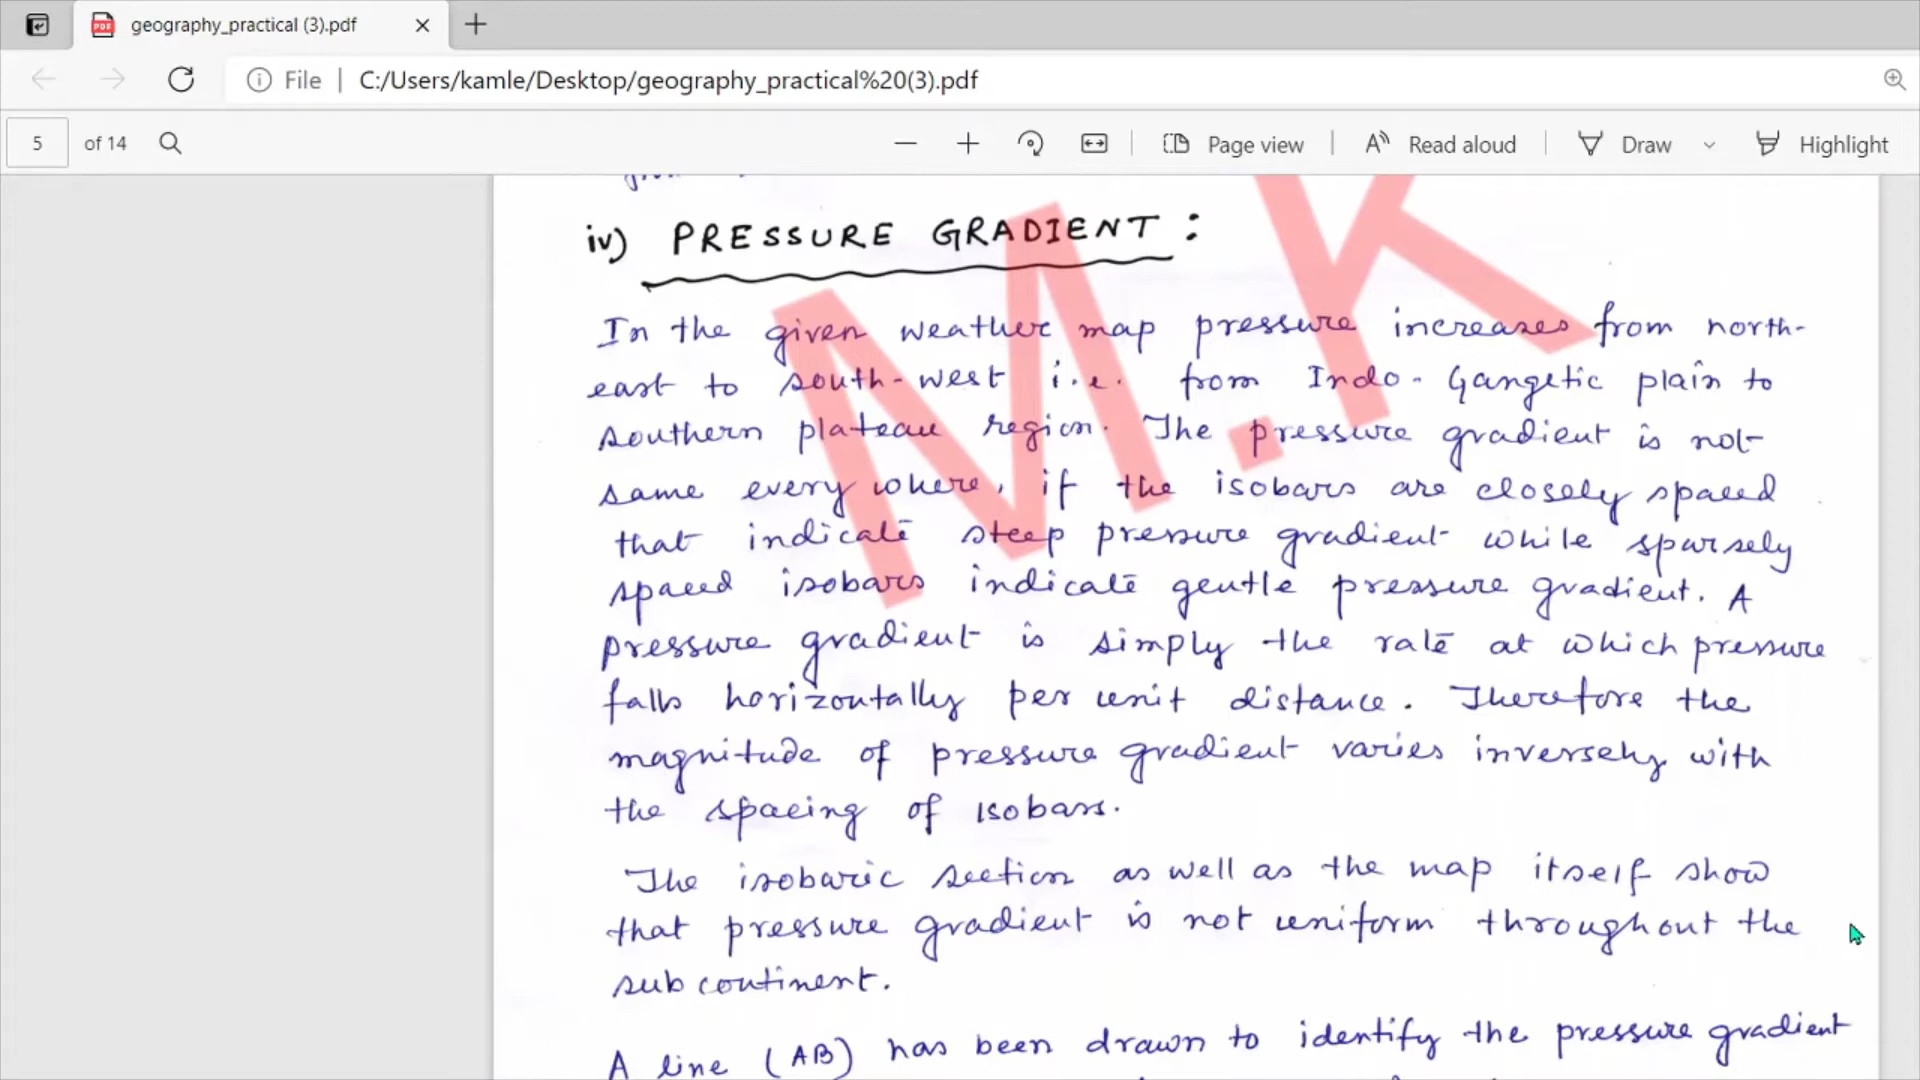 geography_practical (3).pdf
File
C:/Users/kamle/Desktop/geography_practical%20(3).pdf
5 of 14
Page view
Read aloud
Draw
Highlight
iv) PRESSURE GRADIENT :
In the given weather map pressure increases from north-
east to south-west i.e. from Indo-Gangetic plain to
southern plateau region. The pressure gradient is not
same every where, if the isobars are closely spaced
that indicate steep pressure gradient while sparsely
spaced isobars indicate gentle pressure gradient. A
pressure gradient is simply the rate at which pressure
falls horizontally per unit distance. Therefore the
magnitude of pressure gradient varies inversely with
the spacing of isobars.
The isobaric section as well as the map itself show
that pressure gradient is not uniform throughout the
sub continent.
A line (AB) has been drawn to identify the pressure gradient
M.K